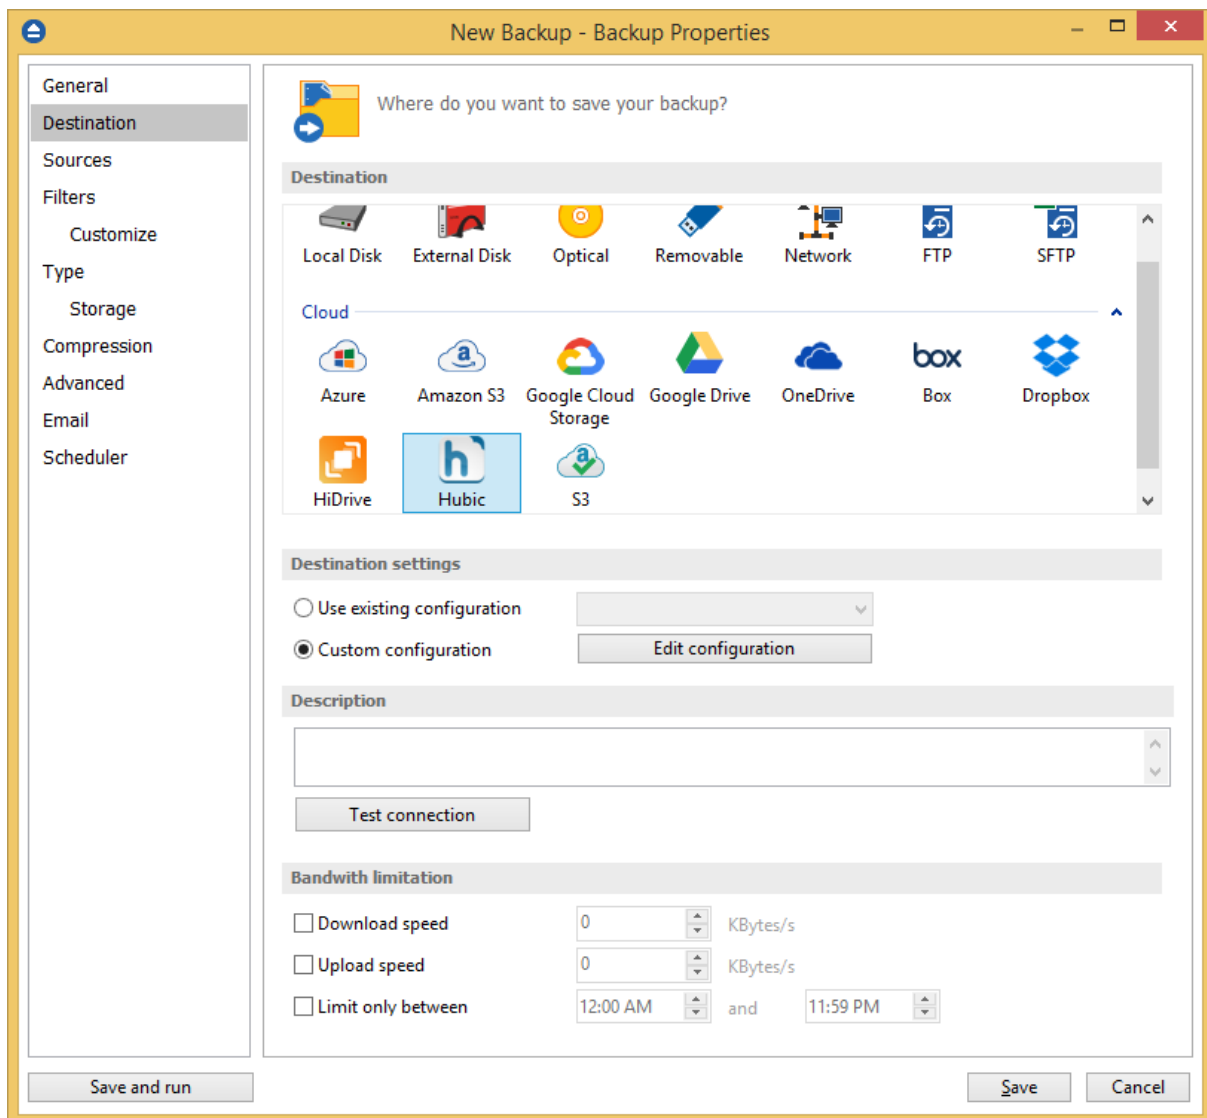 New Backup - Backup Properties
General
Destination
Sources
Filters
Customize
Type
Storage
Compression
Advanced
Email
Scheduler
Where do you want to save your backup?
Destination
Local Disk External Disk Optical Removable Network FTP SFTP
Cloud
a box
Azure Amazon S3 Google Cloud Google Drive OneDrive Box Dropbox
Storage
h a
HiDrive Hubic S3
Destination settings
Use existing configuration
Custom configuration Edit configuration
Description
Test connection
Bandwith limitation
Download speed 0 KBytes/s
Upload speed 0 KBytes/s
Limit only between 12:00 AM and 11:59 PM
Save and run Save Cancel